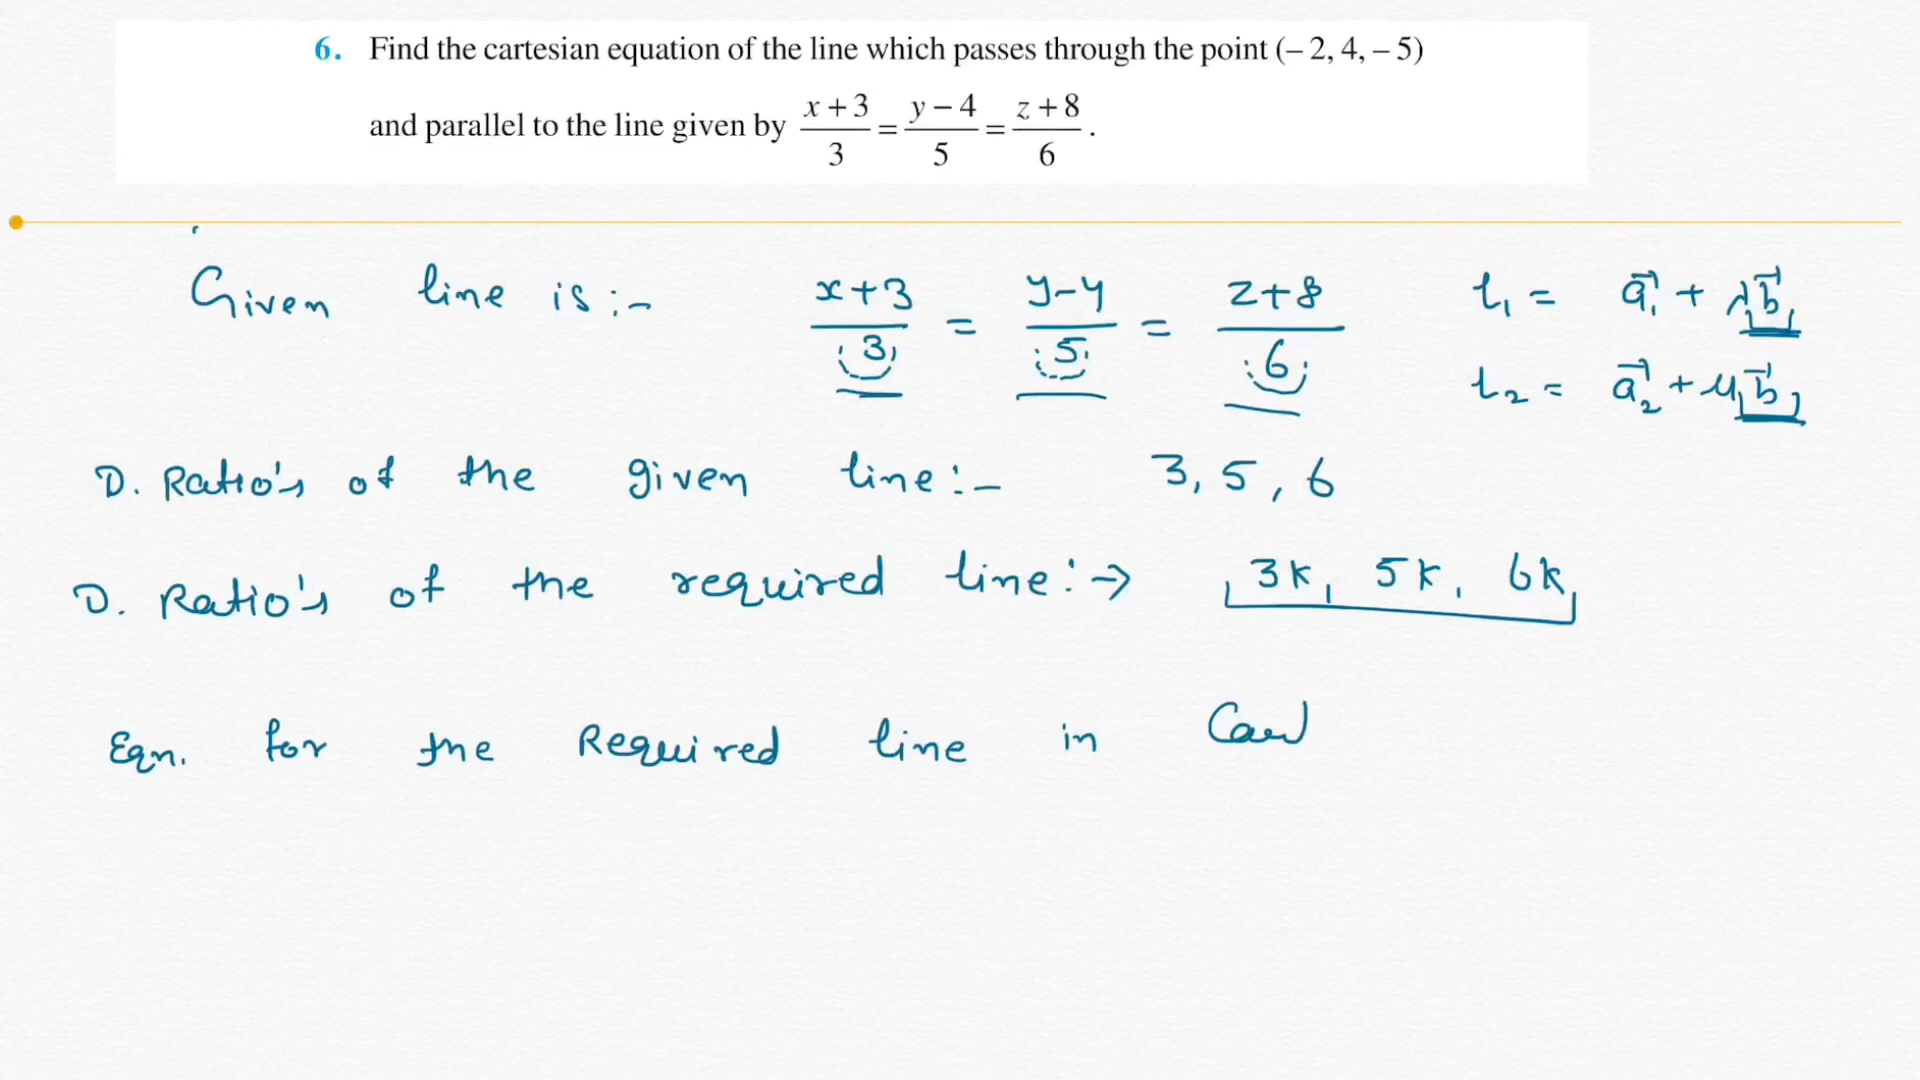 6. Find the cartesian equation of the line which passes through the point (– 2, 4, – 5)
and parallel to the line given by (x + 3)/3 = (y – 4)/5 = (z + 8)/6 .
Given line is :- (x+3)/3 = (y-4)/5 = (z+8)/6
l₁ = a⃗₁ + λb⃗
l₂ = a⃗₂ + μb⃗
D. Ratio's of the given line :- 3, 5, 6
D. Ratio's of the required line :→ 3k, 5k, 6k
Eqn. for the Required line in